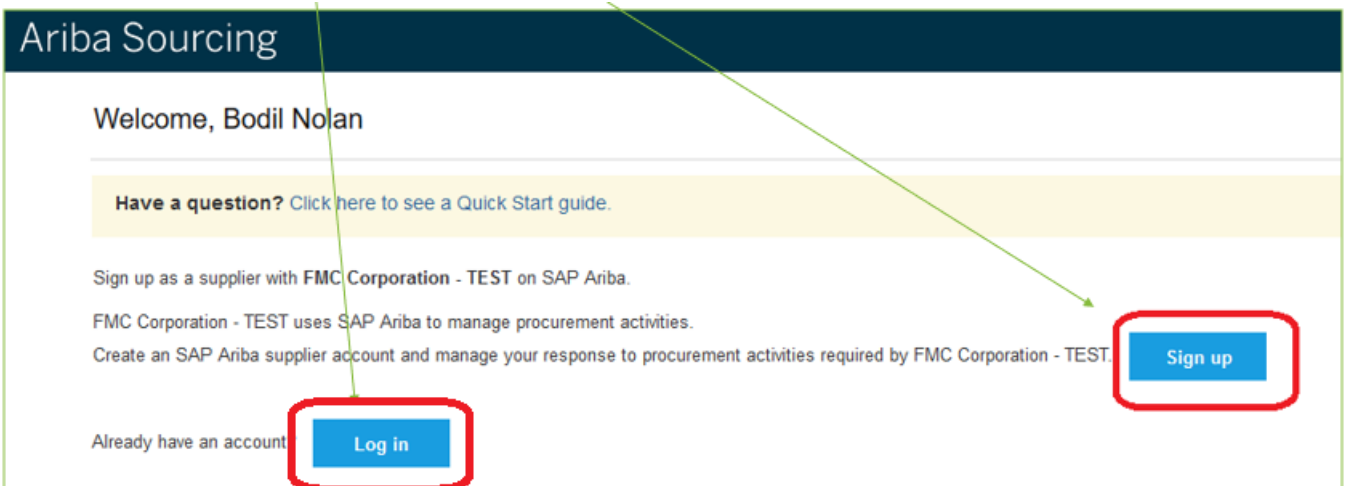 Ariba Sourcing
Welcome, Bodil Nolan
Have a question? Click here to see a Quick Start guide.
Sign up as a supplier with FMC Corporation - TEST on SAP Ariba.
FMC Corporation - TEST uses SAP Ariba to manage procurement activities.
Create an SAP Ariba supplier account and manage your response to procurement activities required by FMC Corporation - TEST.
Sign up
Already have an account?
Log in